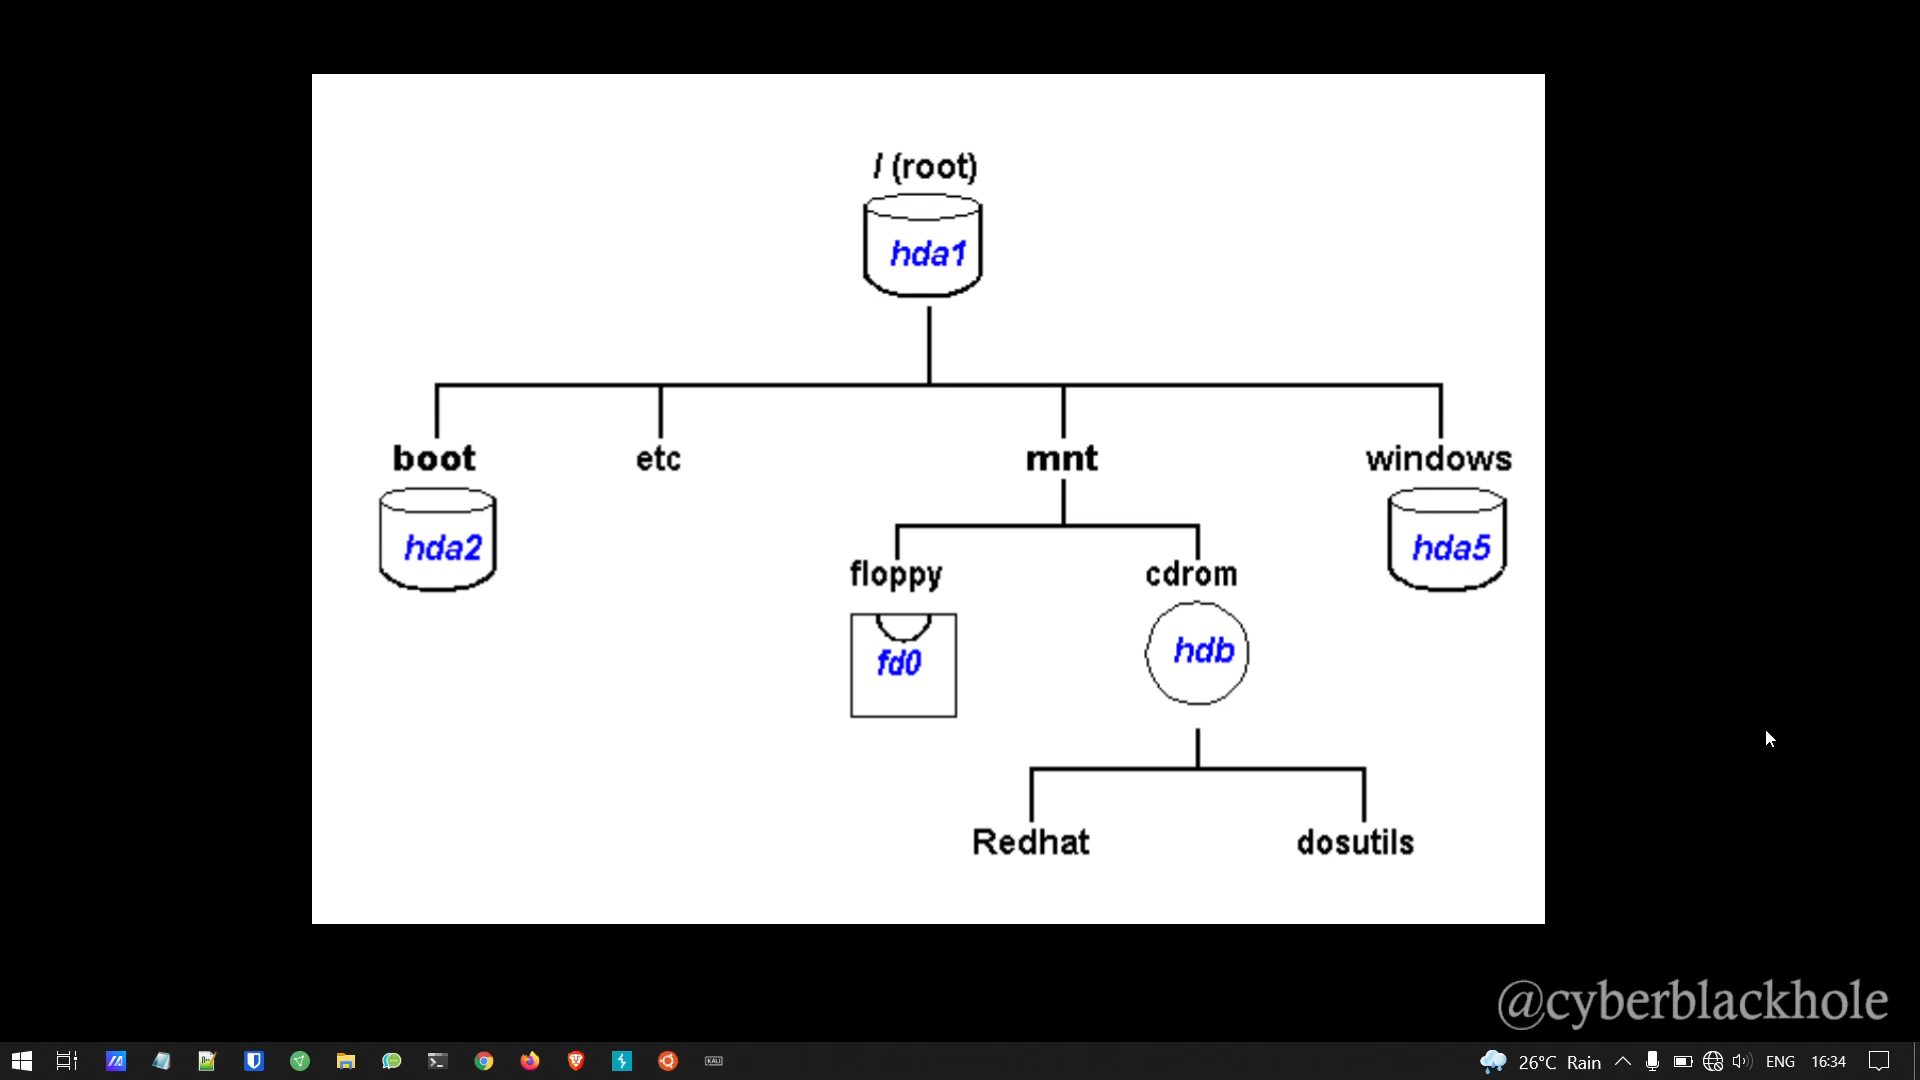 / (root)
hda1
boot
etc
mnt
windows
hda2
hda5
floppy
cdrom
fd0
hdb
Redhat
dosutils
@cyberblackhole
KALI
26°C Rain
ENG
16:34